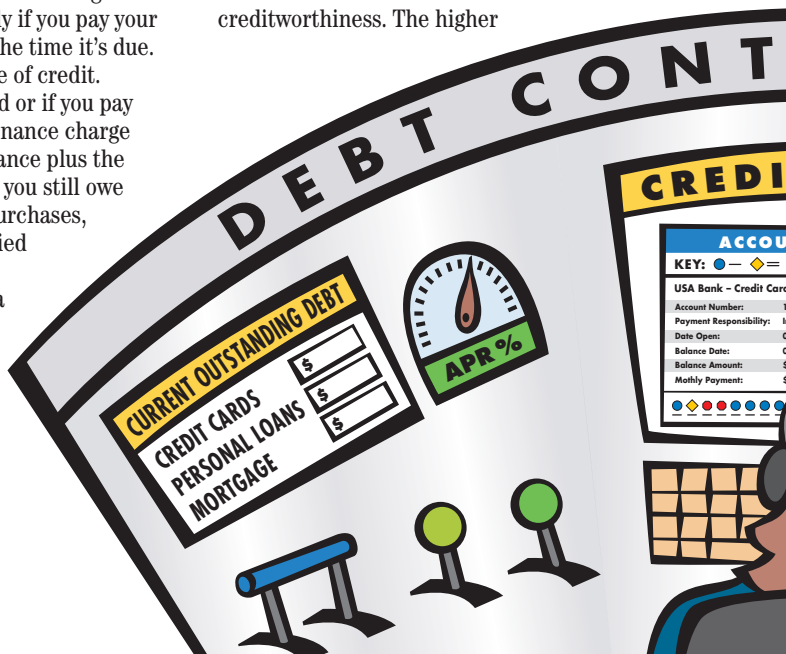 y if you pay your
he time it's due.
e of credit.
d or if you pay
nance charge
ance plus the
you still owe
urchases,
ied
a
creditworthiness. The higher
DEBT CONT
CURRENT OUTSTANDING DEBT
CREDIT CARDS $
PERSONAL LOANS $
MORTGAGE $
APR %
CREDI
ACCOU
KEY: — =
USA Bank – Credit Card
Account Number: 1
Payment Responsibility: I
Date Open: 0
Balance Date: 0
Balance Amount: $
Mothly Payment: $